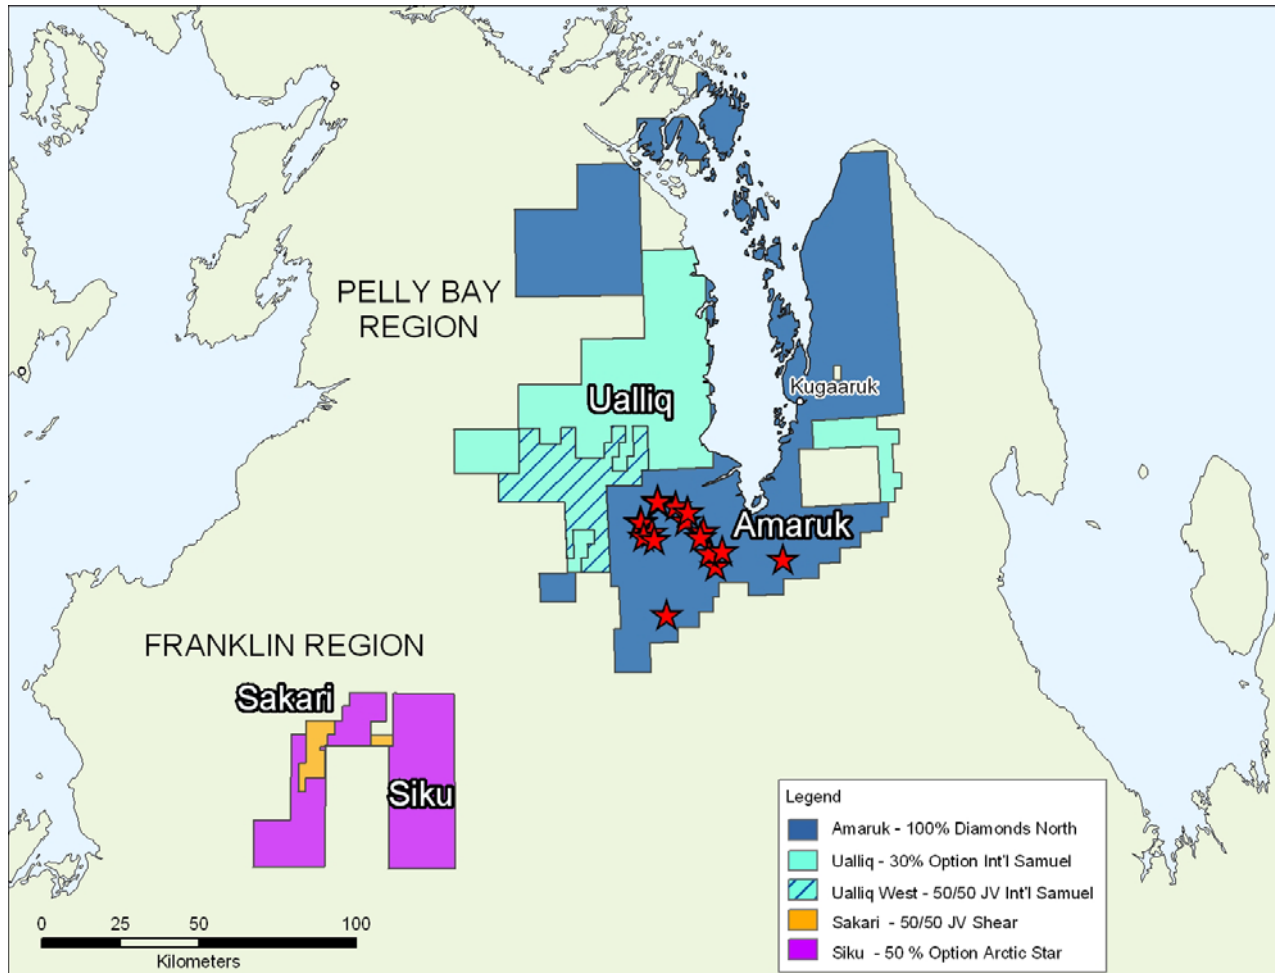 PELLY BAY
REGION
Ualliq
Kugaaruk
Amaruk
FRANKLIN REGION
Sakari
Siku
Legend
Amaruk - 100% Diamonds North
Ualliq - 30% Option Int'l Samuel
Ualliq West - 50/50 JV Int'l Samuel
Sakari - 50/50 JV Shear
Siku - 50 % Option Arctic Star
0 25 50 100
Kilometers